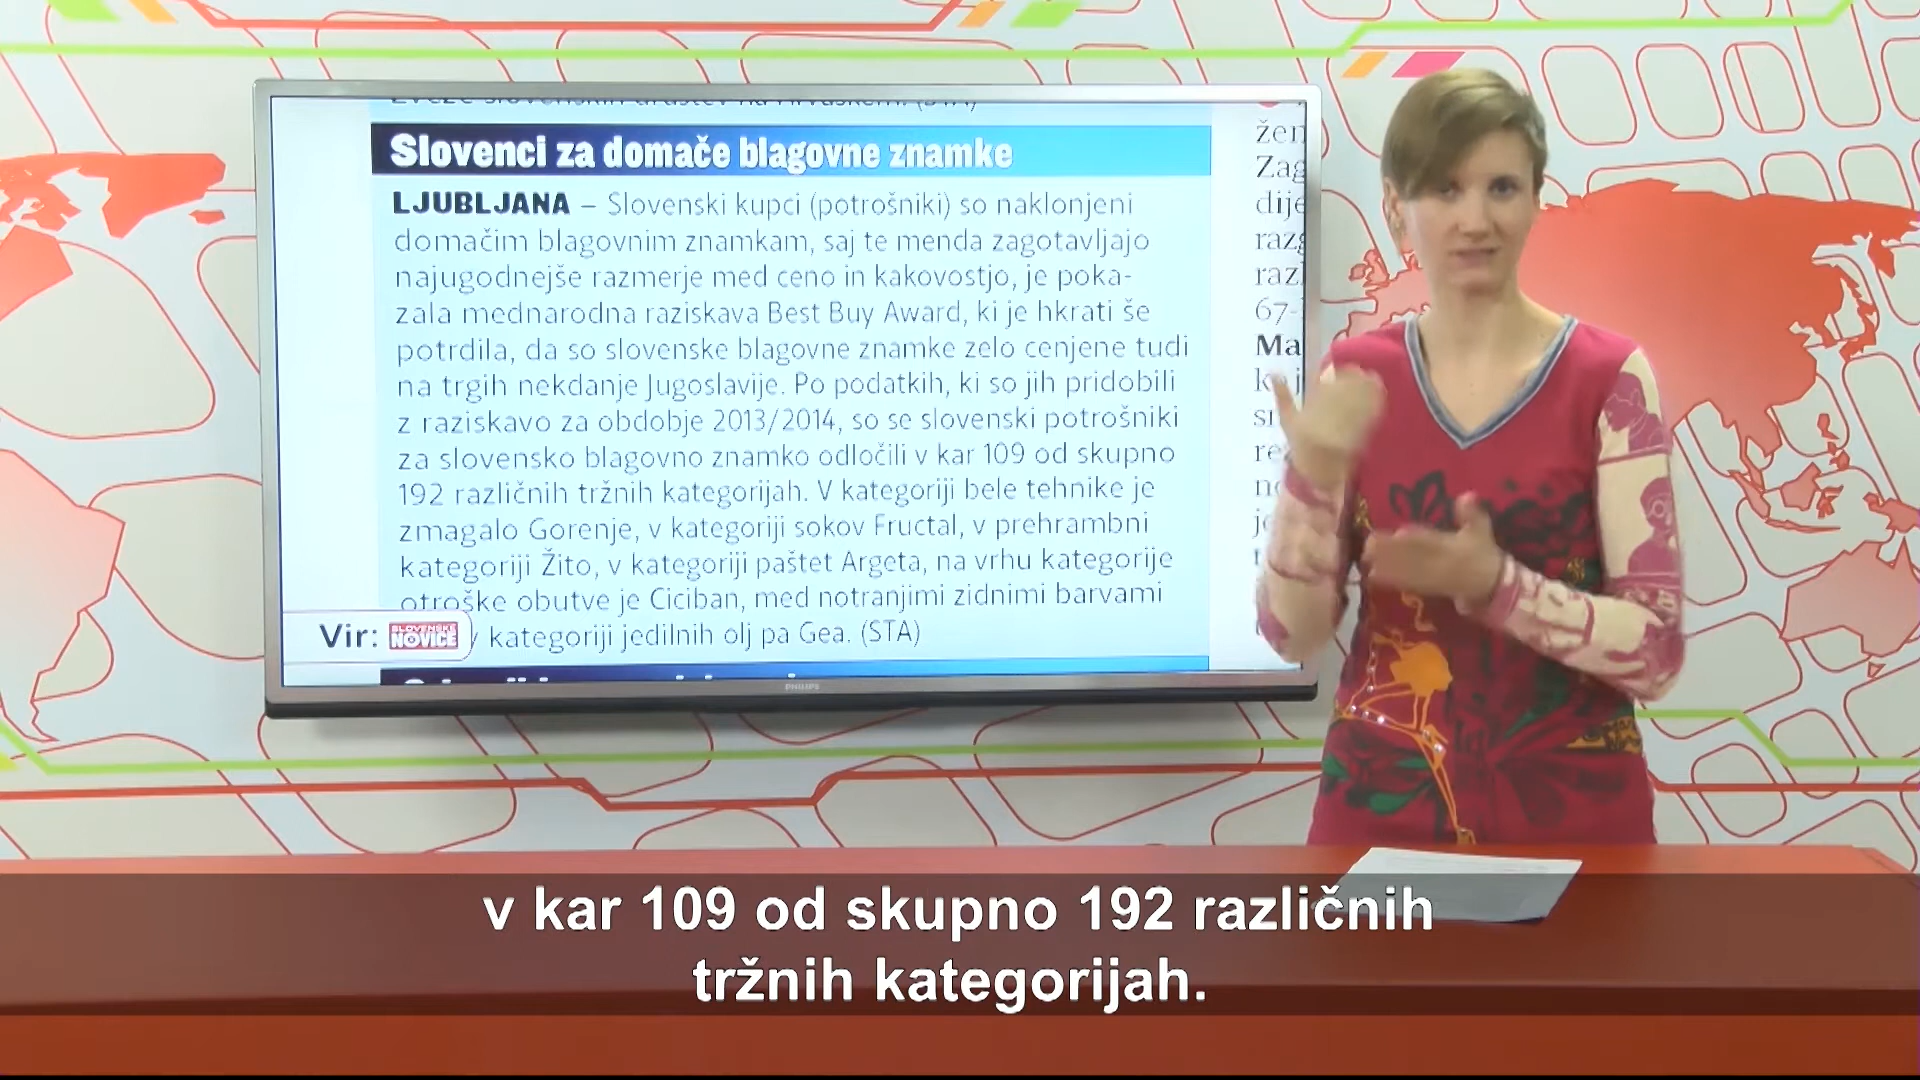 Slovenci za domače blagovne znamke
LJUBLJANA – Slovenski kupci (potrošniki) so naklonjeni
domačim blagovnim znamkam, saj te menda zagotavljajo
najugodnejše razmerje med ceno in kakovostjo, je poka-
zala mednarodna raziskava Best Buy Award, ki je hkrati še
potrdila, da so slovenske blagovne znamke zelo cenjene tudi
na trgih nekdanje Jugoslavije. Po podatkih, ki so jih pridobili
z raziskavo za obdobje 2013/2014, so se slovenski potrošniki
za slovensko blagovno znamko odločili v kar 109 od skupno
192 različnih tržnih kategorijah. V kategoriji bele tehnike je
zmagalo Gorenje, v kategoriji sokov Fructal, v prehrambni
kategoriji Žito, v kategoriji paštet Argeta, na vrhu kategorije
otroške obutve je Ciciban, med notranjimi zidnimi barvami
v kategoriji jedilnih olj pa Gea. (STA)
Vir: SLOVENSKE
NOVICE
žen
Zag
dije
razg
67-
Ma
PHILIPS
v kar 109 od skupno 192 različnih
tržnih kategorijah.